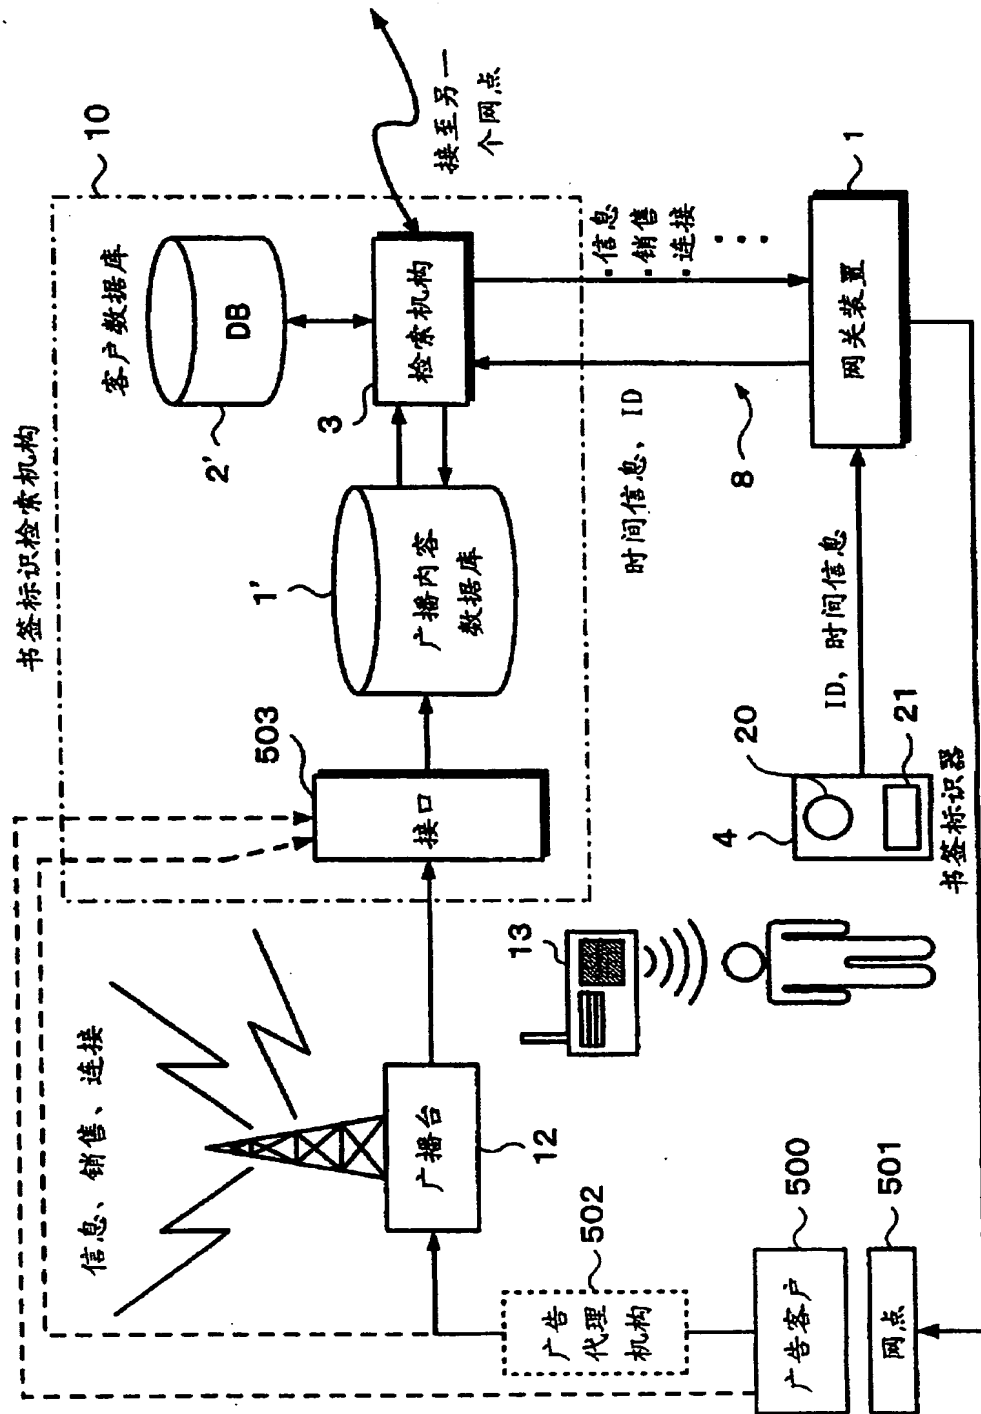 书签标识检索机构
10
客户数据库
DB
2'
检索机构
3
接至另一
个网点
广播内容
数据库
1'
503
接口
信息、销售、连接
广播台
12
13
502
广告
代理
机构
广告客户
500
网点
501
·信息
·销售
·连接
···
时间信息, ID
8
网关装置
1
ID, 时间信息
20
21
4
书签标识器